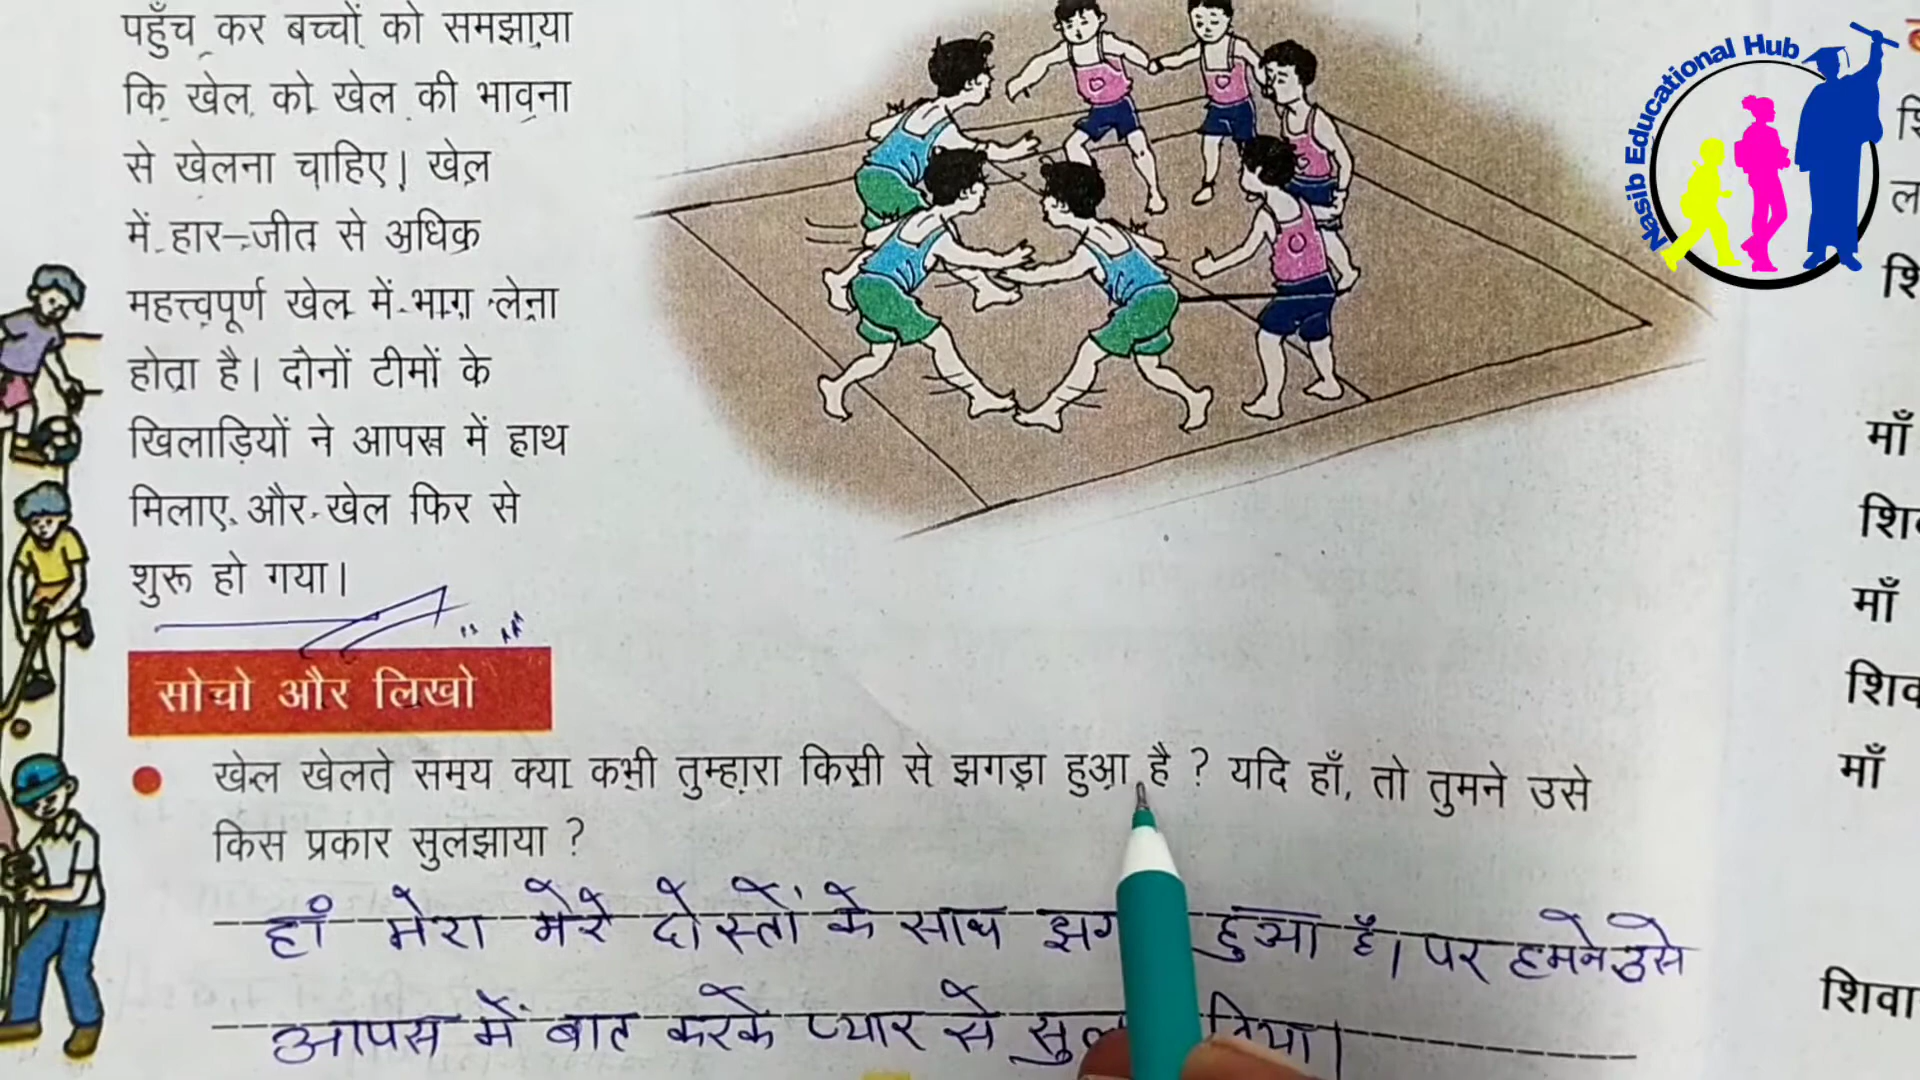 पहुँच कर बच्चों को समझाया
कि खेल को खेल की भावना
से खेलना चाहिए। खेल
में हार–जीत से अधिक
महत्त्वपूर्ण खेल में भाग लेना
होता है। दौनों टीमों के
खिलाड़ियों ने आपस में हाथ
मिलाए और खेल फिर से
शुरू हो गया।
सोचो और लिखो
खेल खेलते समय क्या कभी तुम्हारा किसी से झगड़ा हुआ है ? यदि हाँ, तो तुमने उसे
किस प्रकार सुलझाया ?
हां मेरा मेरे दोस्तों के साथ हुआ है। पर हमने उसे
आपस में बात करके प्यार से
Nasib Educational Hub
माँ
माँ
माँ